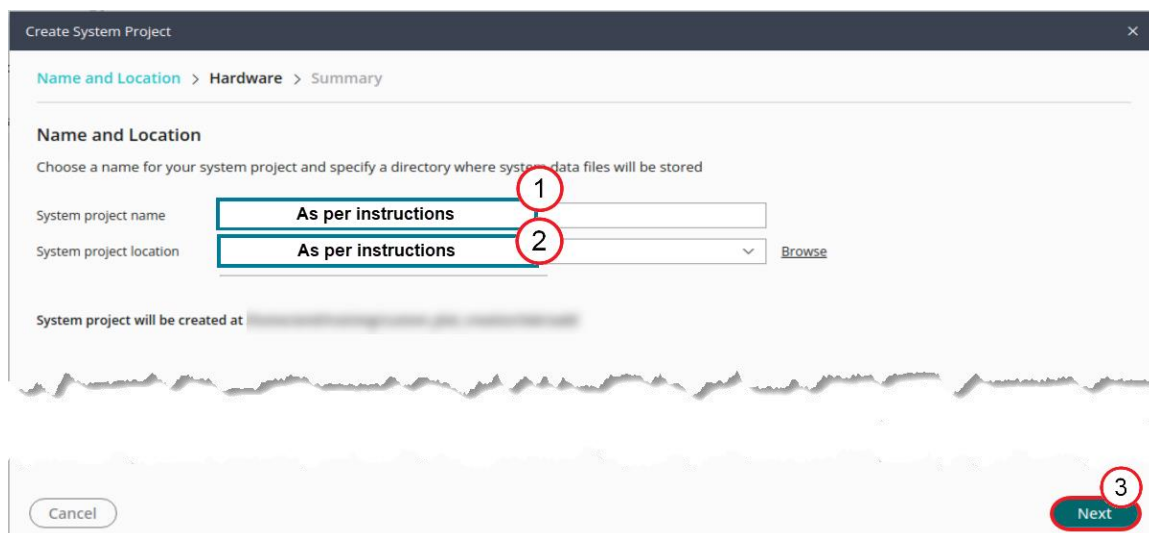 Create System Project ×
Name and Location > Hardware > Summary
Name and Location
Choose a name for your system project and specify a directory where system data files will be stored
1
System project name As per instructions
2
System project location As per instructions Browse
System project will be created at
3
Cancel Next